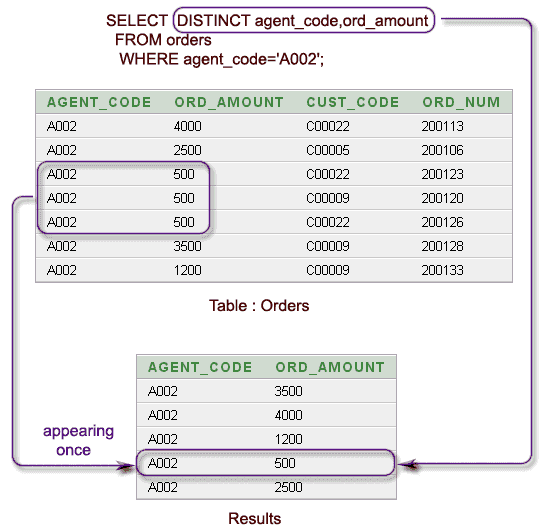 SELECT DISTINCT agent_code,ord_amount
FROM orders
WHERE agent_code='A002';
AGENT_CODE ORD_AMOUNT CUST_CODE ORD_NUM
A002 4000 C00022 200113
A002 2500 C00005 200106
A002 500 C00022 200123
A002 500 C00009 200120
A002 500 C00022 200126
A002 3500 C00009 200128
A002 1200 C00009 200133
Table : Orders
AGENT_CODE ORD_AMOUNT
A002 3500
A002 4000
A002 1200
appearing
once
A002 500
A002 2500
Results